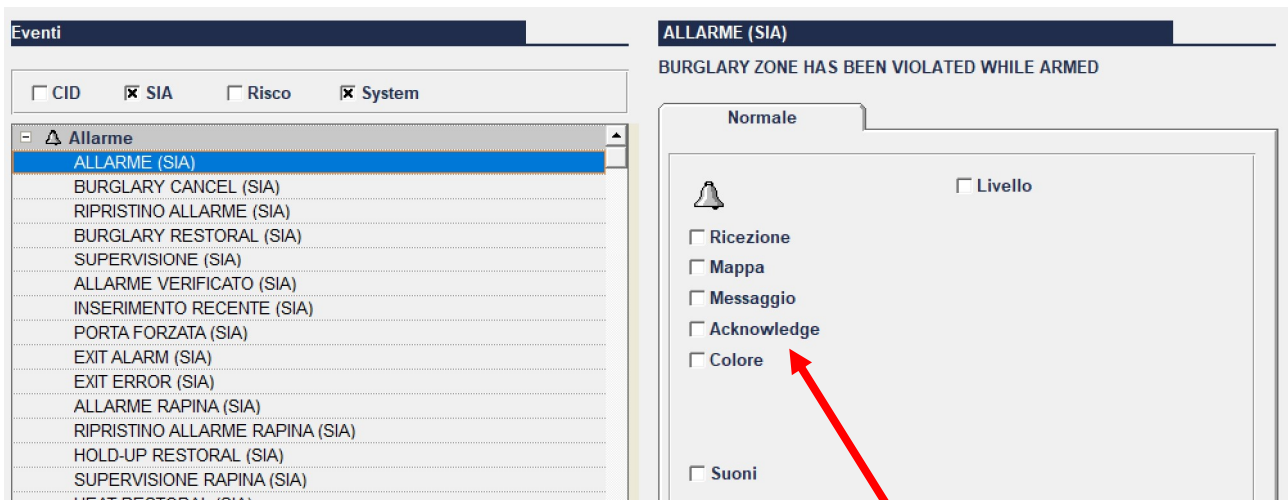 Eventi
CID SIA Risco System
Allarme
ALLARME (SIA)
BURGLARY CANCEL (SIA)
RIPRISTINO ALLARME (SIA)
BURGLARY RESTORAL (SIA)
SUPERVISIONE (SIA)
ALLARME VERIFICATO (SIA)
INSERIMENTO RECENTE (SIA)
PORTA FORZATA (SIA)
EXIT ALARM (SIA)
EXIT ERROR (SIA)
ALLARME RAPINA (SIA)
RIPRISTINO ALLARME RAPINA (SIA)
HOLD-UP RESTORAL (SIA)
SUPERVISIONE RAPINA (SIA)
HEAT RESTORAL (SIA)
ALLARME (SIA)
BURGLARY ZONE HAS BEEN VIOLATED WHILE ARMED
Normale
Livello
Ricezione
Mappa
Messaggio
Acknowledge
Colore
Suoni